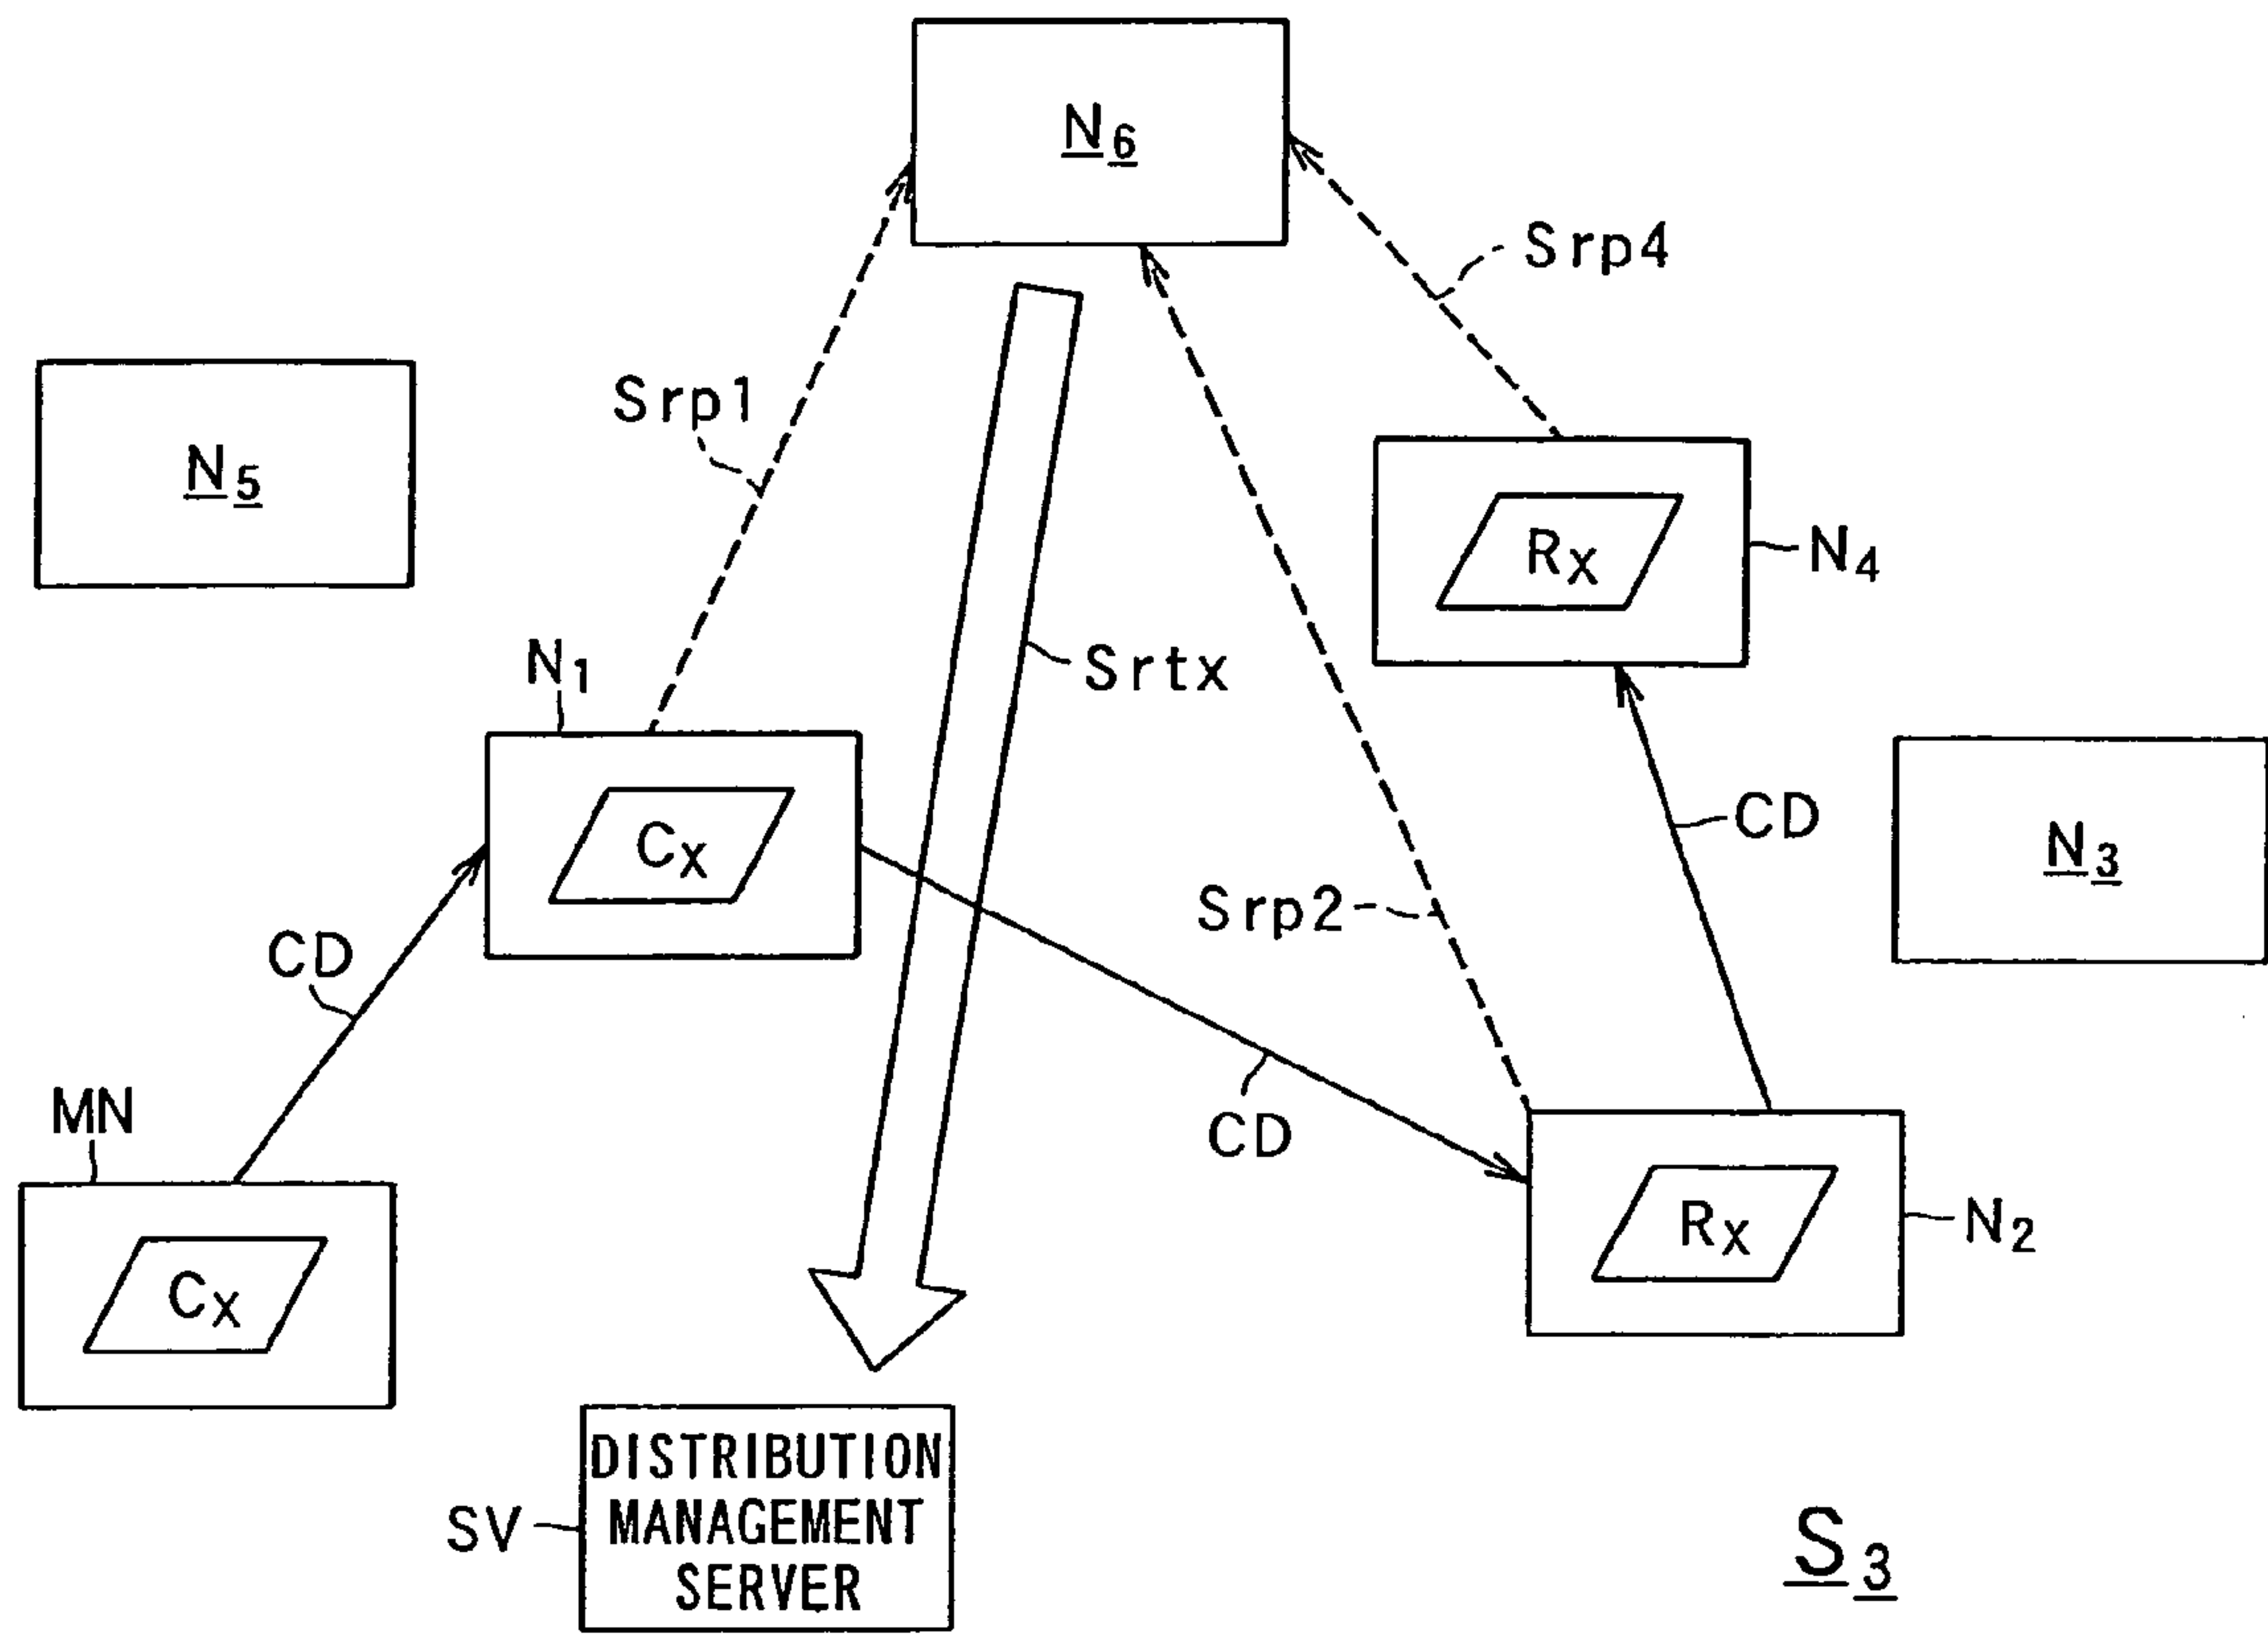 N6
Srp4
Srp1
N5
Rx
N4
N1
Srtx
Cx
CD
N3
Srp2
CD
CD
MN
Rx
N2
Cx
DISTRIBUTION
MANAGEMENT
SERVER
SV
S3